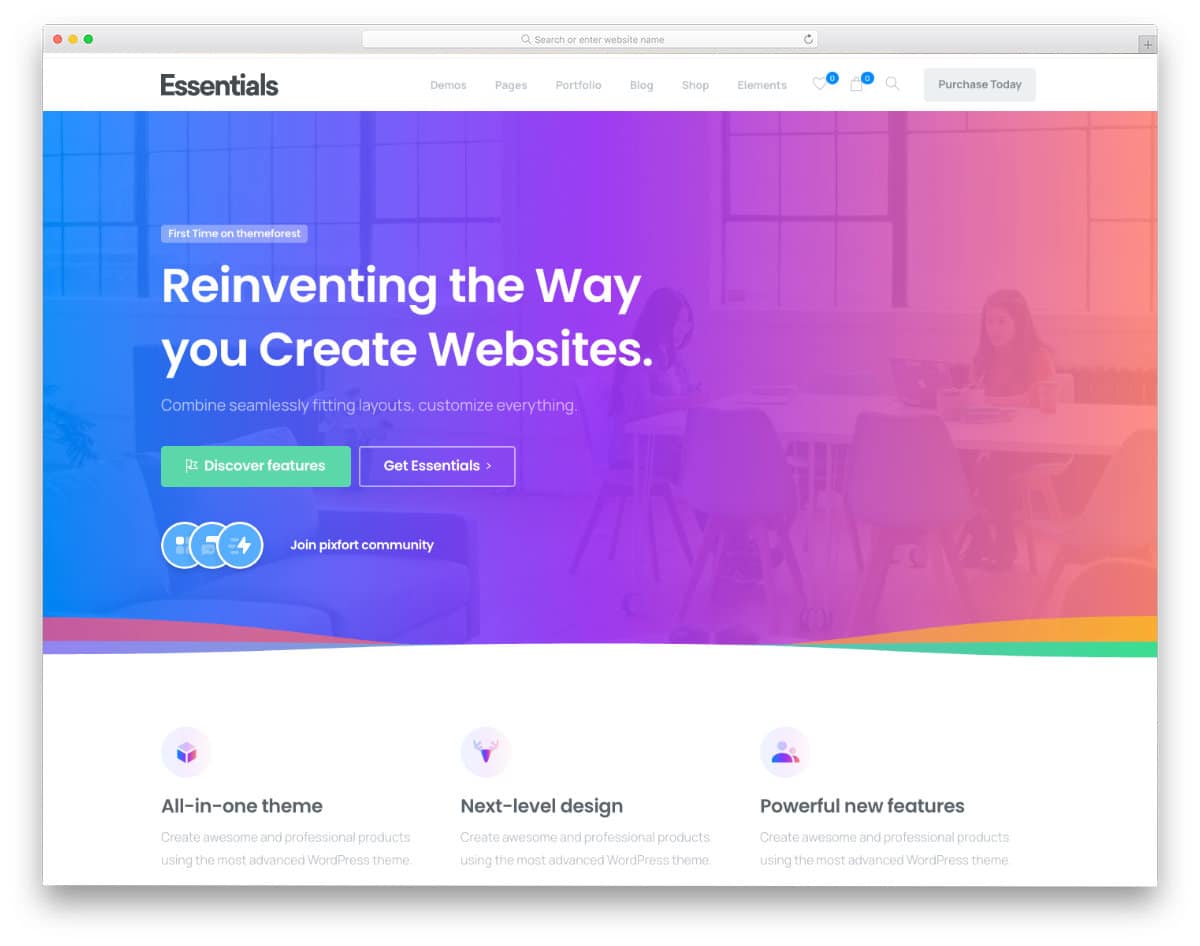 Search or enter website name
Essentials
Demos Pages Portfolio Blog Shop Elements 0 0 Purchase Today
First Time on themeforest
Reinventing the Way
you Create Websites.
Combine seamlessly fitting layouts, customize everything.
Discover features Get Essentials >
Join pixfort community
All-in-one theme
Create awesome and professional products
using the most advanced WordPress theme.
Next-level design
Create awesome and professional products
using the most advanced WordPress theme.
Powerful new features
Create awesome and professional products
using the most advanced WordPress theme.